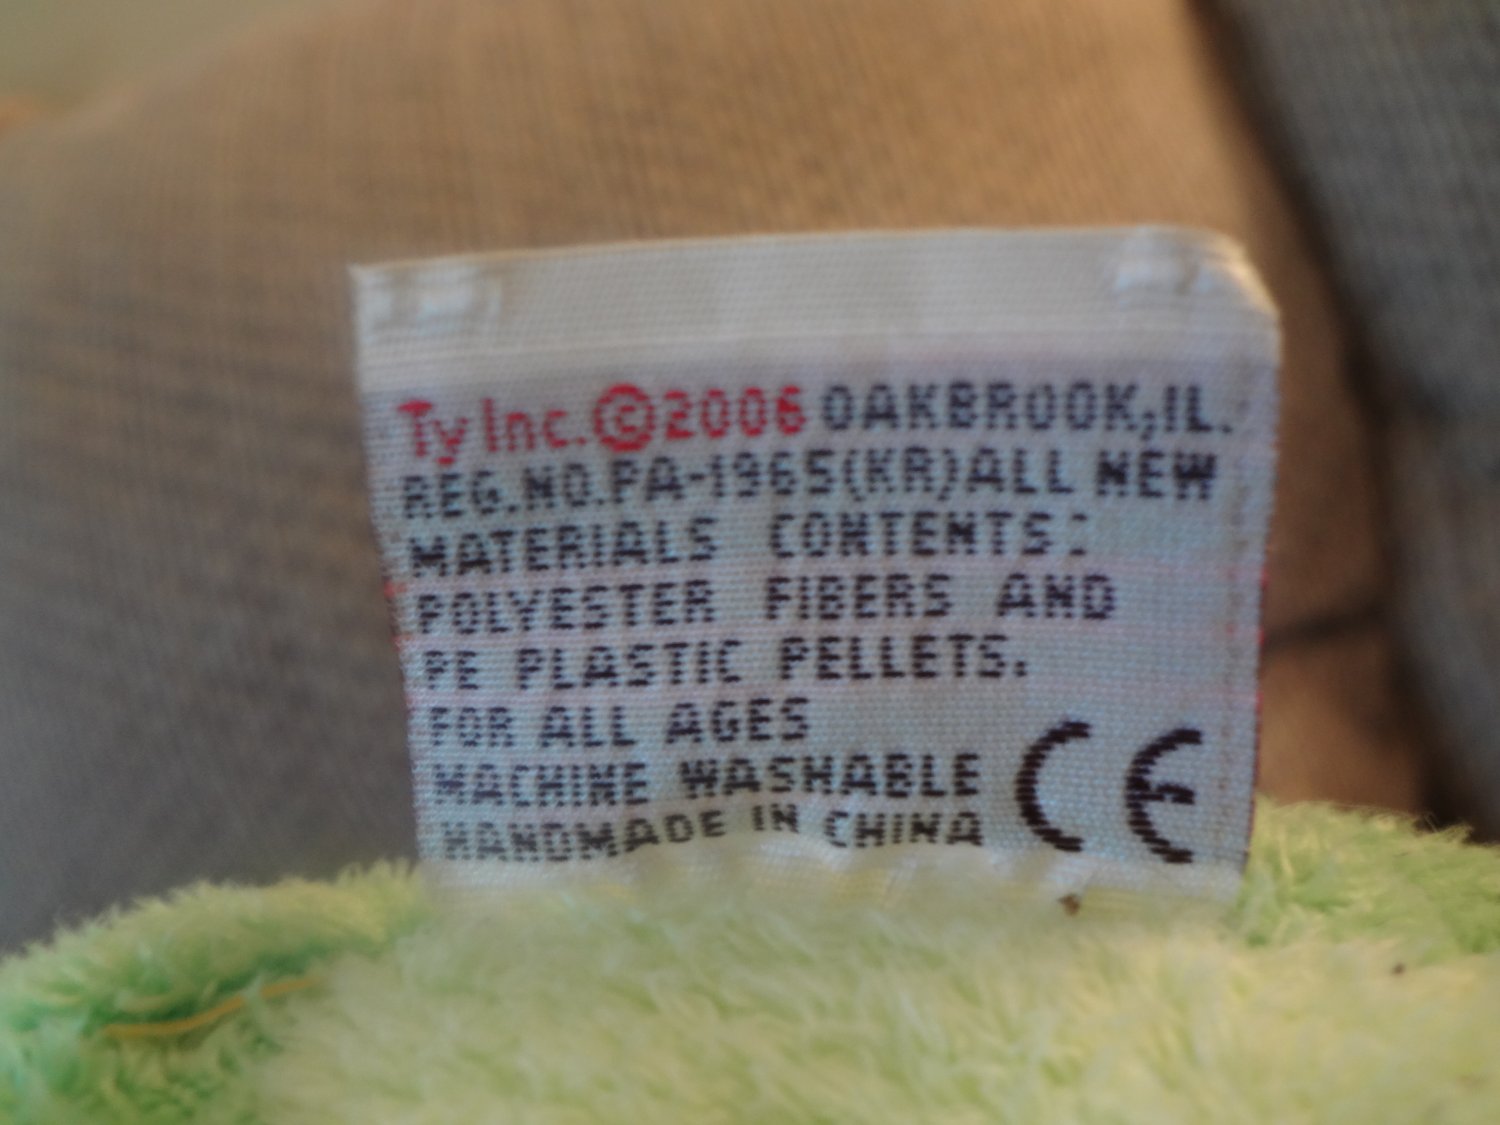 Ty Inc.©2006 OAKBROOK,IL.
REG.NO.PA-1965(KR)ALL NEW
MATERIALS CONTENTS:
POLYESTER FIBERS AND
PE PLASTIC PELLETS.
FOR ALL AGES
MACHINE WASHABLE
HANDMADE IN CHINA
CE